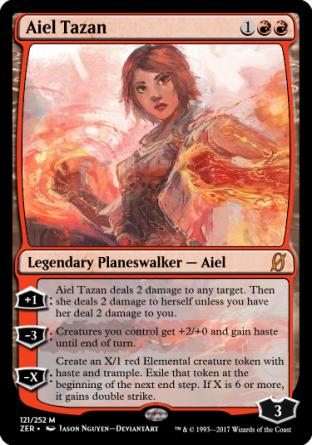 Aiel Tazan 1
Legendary Planeswalker — Aiel
+1 : Aiel Tazan deals 2 damage to any target. Then
she deals 2 damage to herself unless you have
her deal 2 damage to you.
-3 : Creatures you control get +2/+0 and gain haste
until end of turn.
Create an X/1 red Elemental creature token with
-X : haste and trample. Exile that token at the
beginning of the next end step. If X is 6 or more,
it gains double strike.
3
121/252 M
ZER • Jason Nguyen—DeviantArt
™ & © 1993–2017 Wizards of the Coast